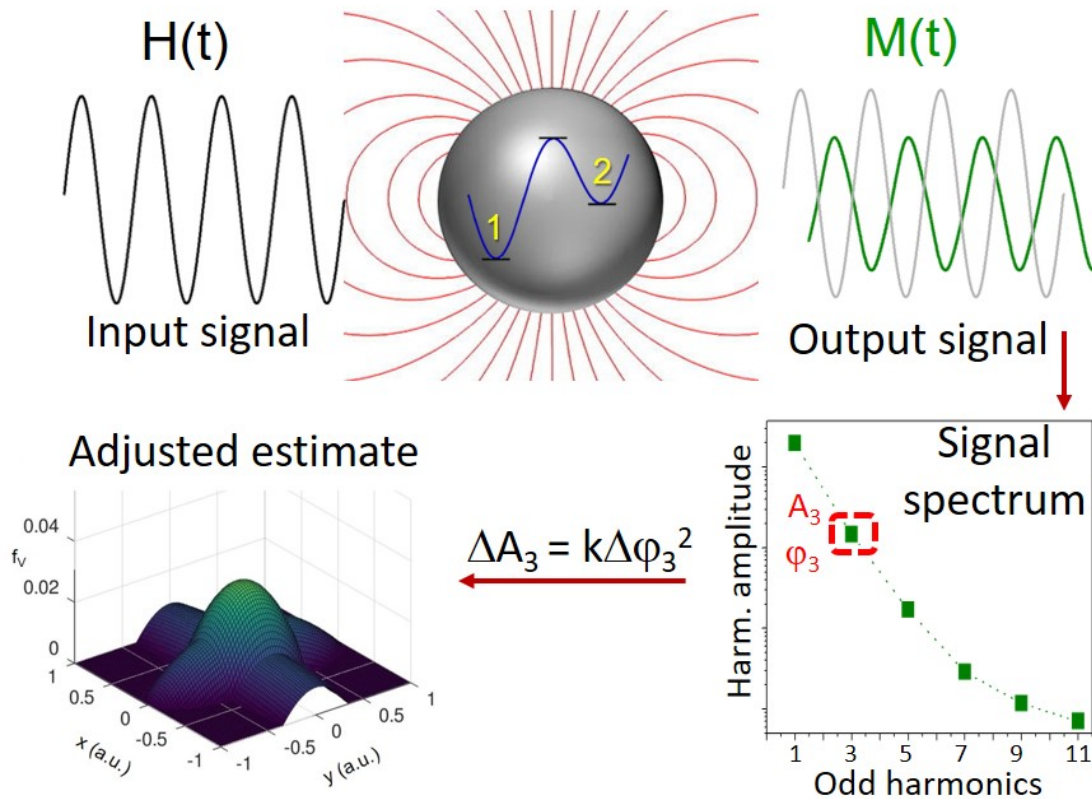 H(t)
M(t)
1
2
Input signal
Output signal
Adjusted estimate
ΔA₃ = kΔφ₃²
Signal
spectrum
A₃
φ₃
Harm. amplitude
1 3 5 7 9 11
Odd harmonics
0.04
f_V
0.02
0
1
0.5
0
-0.5
-1
x (a.u.)
-1
-0.5
0
0.5
1
y (a.u.)